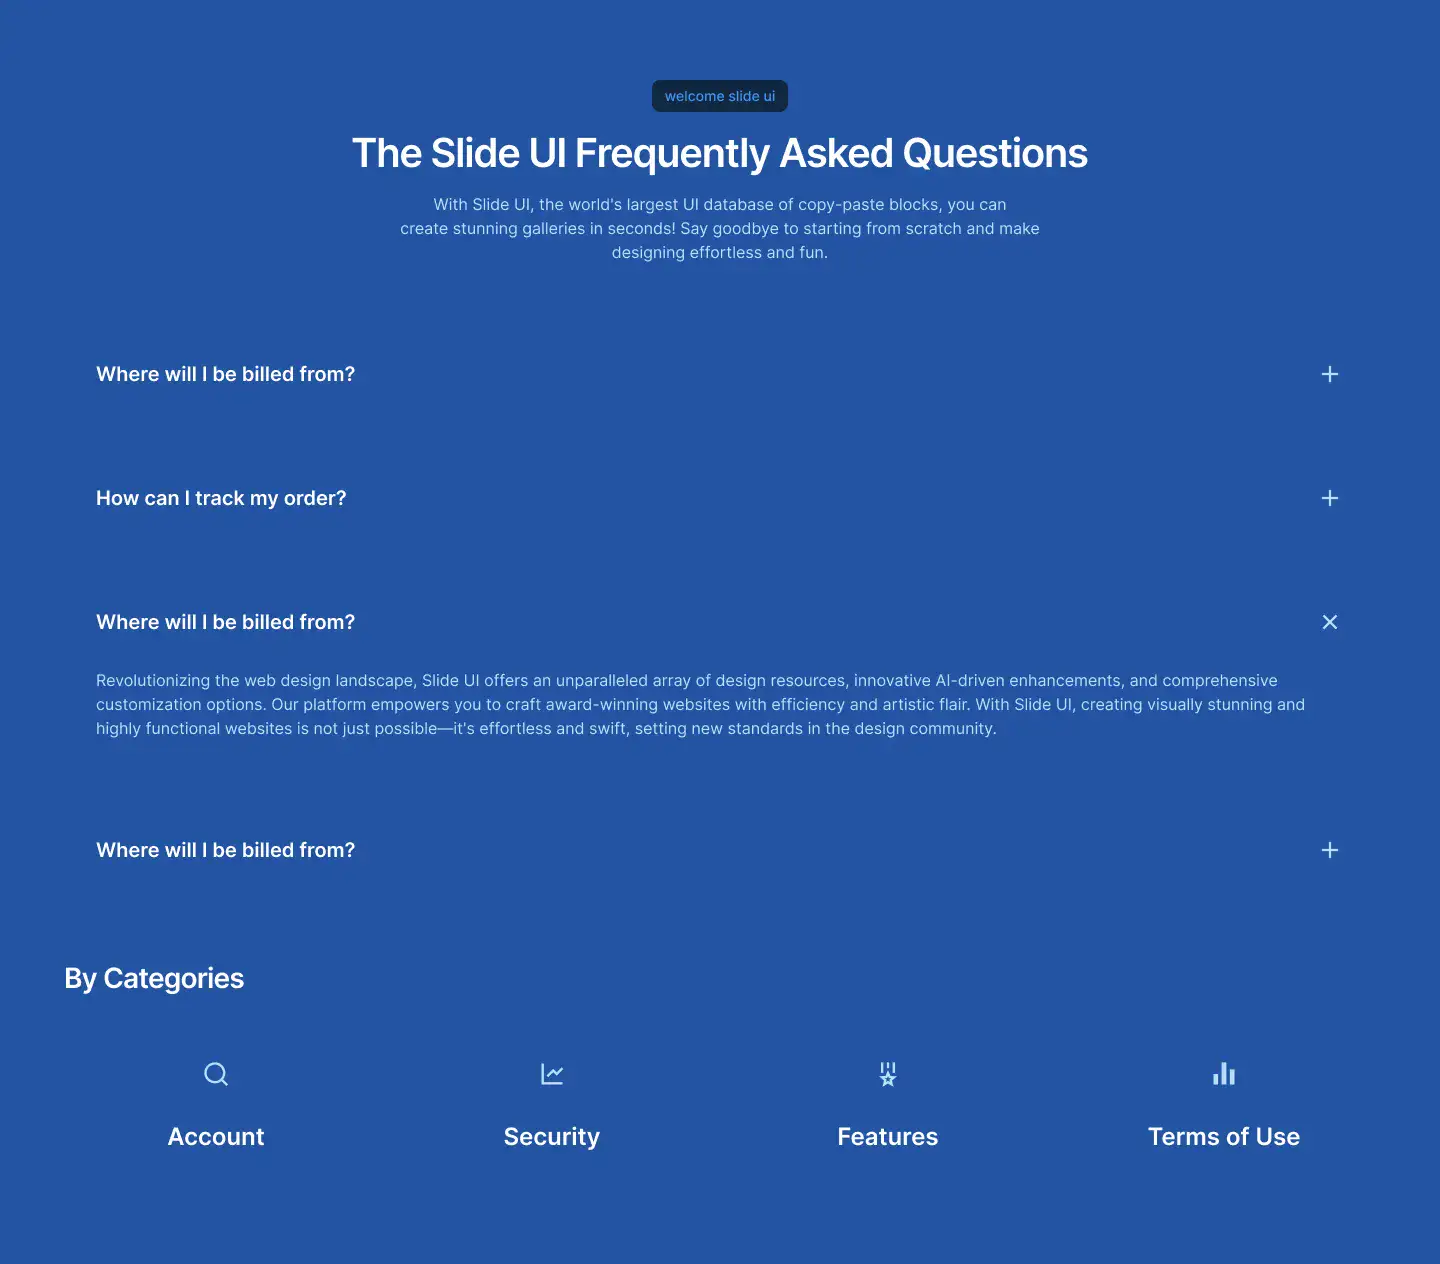 welcome slide ui
The Slide UI Frequently Asked Questions
With Slide UI, the world's largest UI database of copy-paste blocks, you can
create stunning galleries in seconds! Say goodbye to starting from scratch and make
designing effortless and fun.
Where will I be billed from?
How can I track my order?
Where will I be billed from?
Revolutionizing the web design landscape, Slide UI offers an unparalleled array of design resources, innovative AI-driven enhancements, and comprehensive
customization options. Our platform empowers you to craft award-winning websites with efficiency and artistic flair. With Slide UI, creating visually stunning and
highly functional websites is not just possible—it's effortless and swift, setting new standards in the design community.
Where will I be billed from?
By Categories
Account
Security
Features
Terms of Use